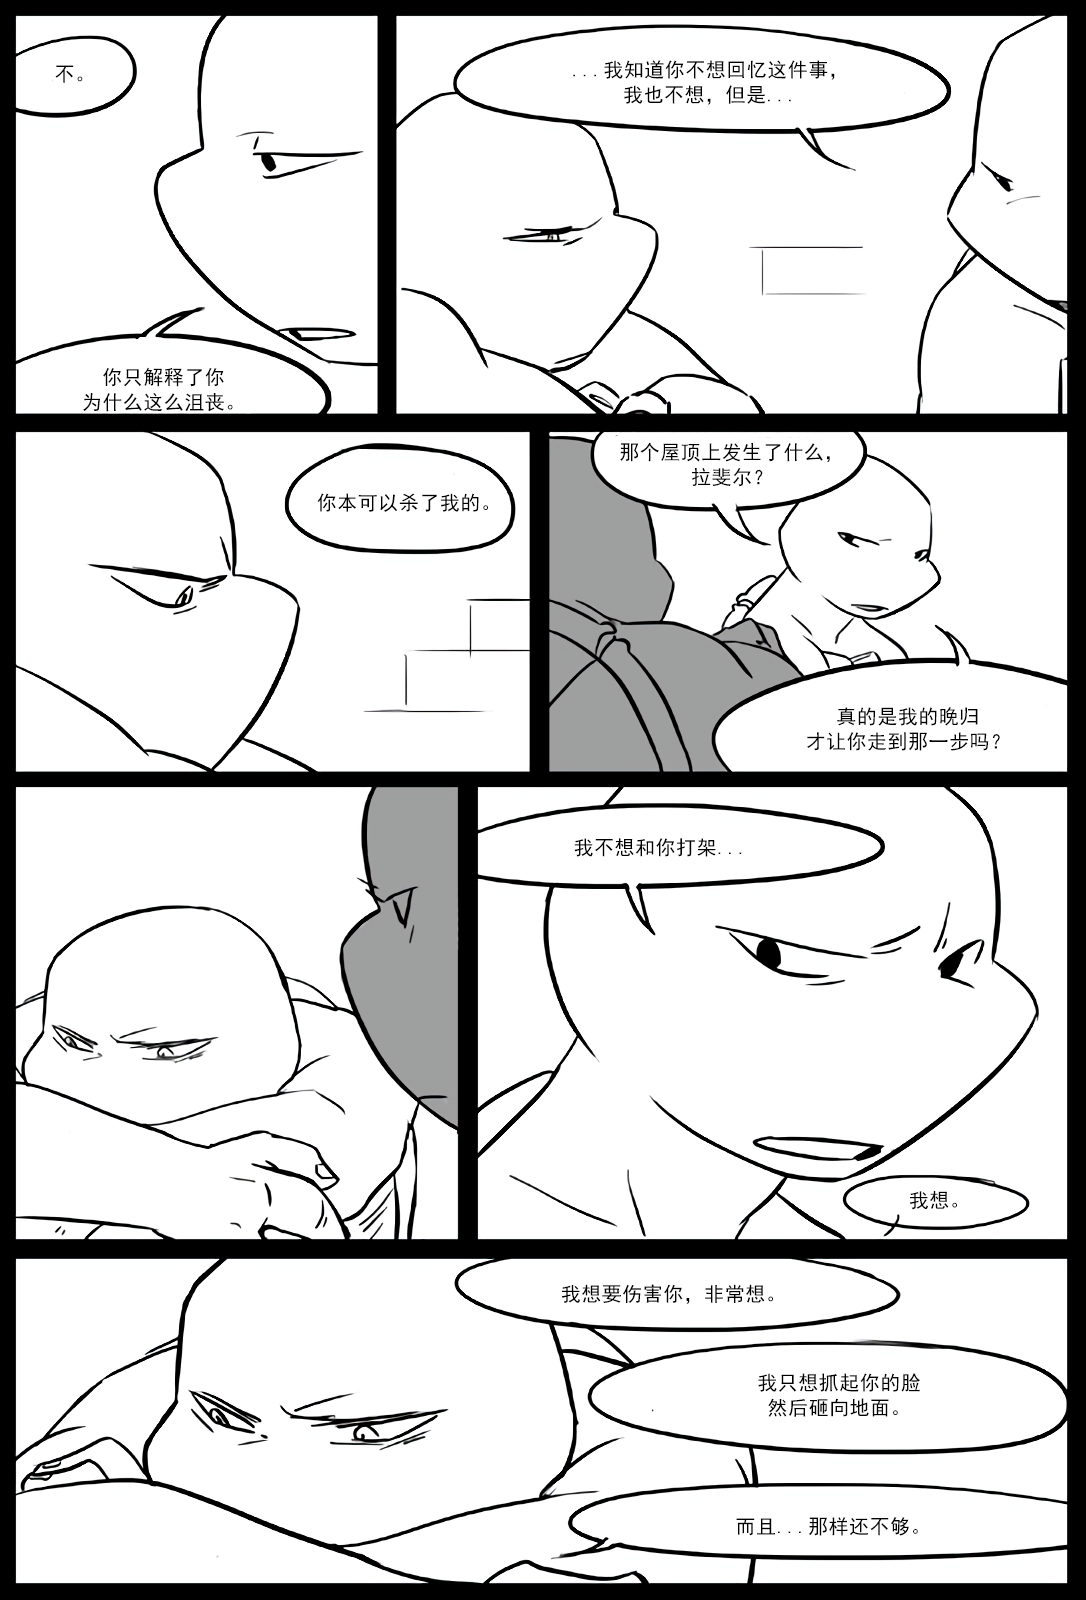 不。
你只解释了你
为什么这么沮丧。
...我知道你不想回忆这件事，
我也不想，但是...
你本可以杀了我的。
那个屋顶上发生了什么，
拉斐尔？
真的是我的晚归
才让你走到那一步吗？
我不想和你打架...
我想。
我想要伤害你，非常想。
我只想抓起你的脸
然后砸向地面。
而且...那样还不够。